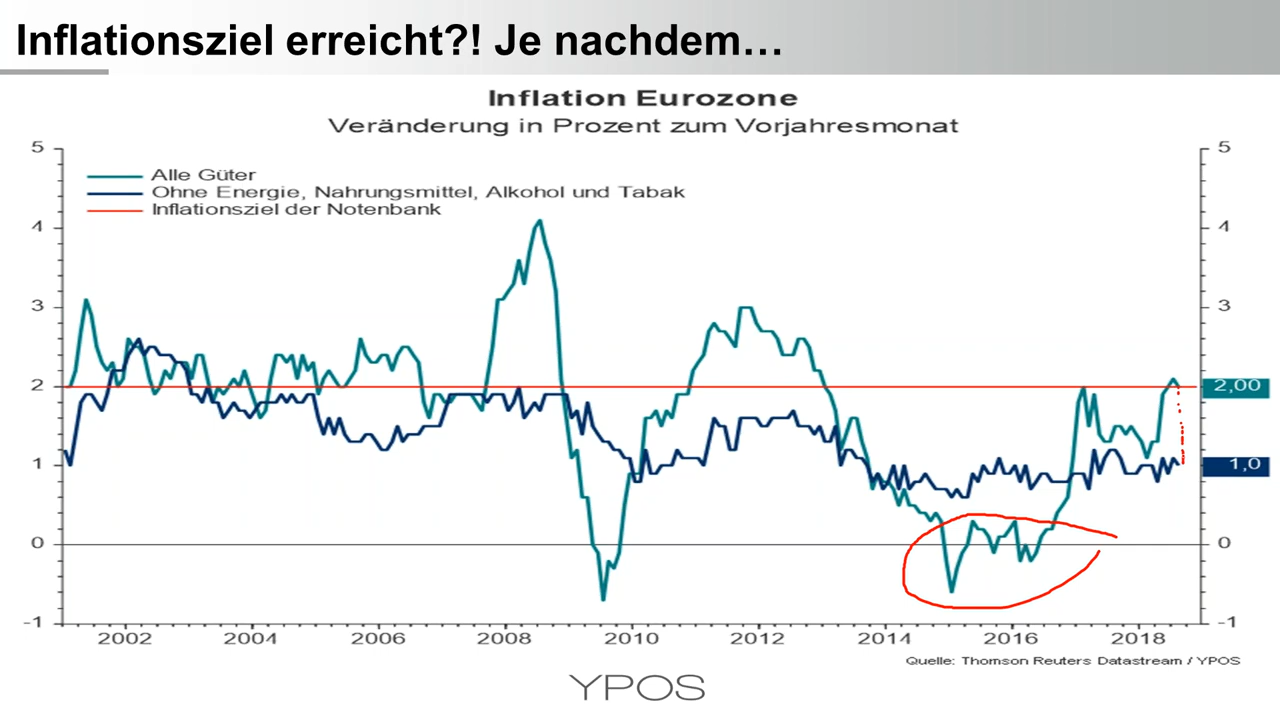 Inflationsziel erreicht?! Je nachdem…
Inflation Eurozone
Veränderung in Prozent zum Vorjahresmonat
5 5
Alle Güter
Ohne Energie, Nahrungsmittel, Alkohol und Tabak
Inflationsziel der Notenbank
4 4
3 3
2 2,00
1 1,0
0 0
-1 -1
2002 2004 2006 2008 2010 2012 2014 2016 2018
Quelle: Thomson Reuters Datastream / YPOS
YPOS